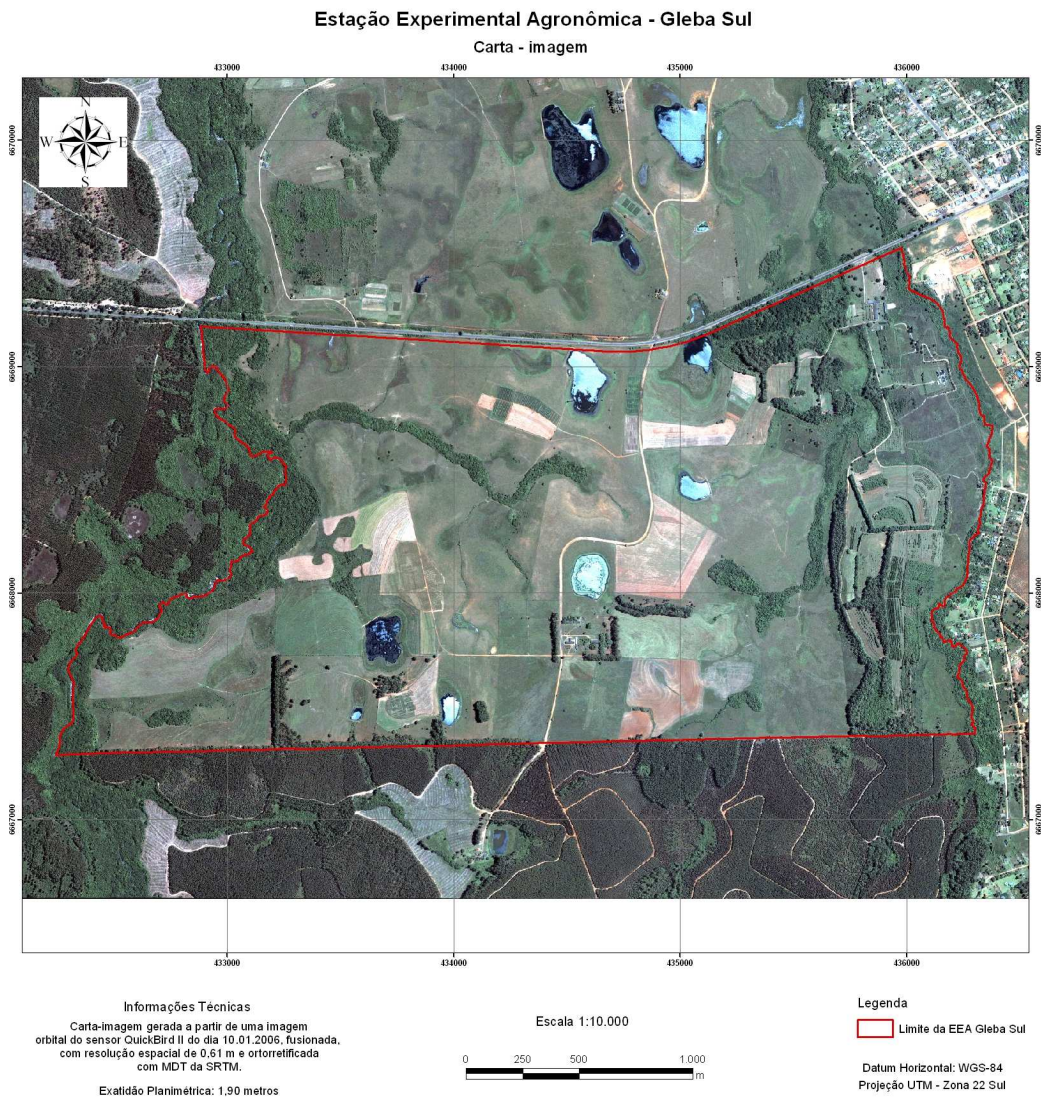 Estação Experimental Agronômica - Gleba Sul
Carta - imagem
433000 434000 435000 436000
N
W E
S
6670000 6670000
6669000 6669000
6668000 6668000
6667000 6667000
433000 434000 435000 436000
Informações Técnicas
Carta-imagem gerada a partir de uma imagem
orbital do sensor QuickBird II do dia 10.01.2006, fusionada,
com resolução espacial de 0,61 m e ortorretificada
com MDT da SRTM.
Exatidão Planimétrica: 1,90 metros
Escala 1:10.000
0 250 500 1.000
m
Legenda
Limite da EEA Gleba Sul
Datum Horizontal: WGS-84
Projeção UTM - Zona 22 Sul